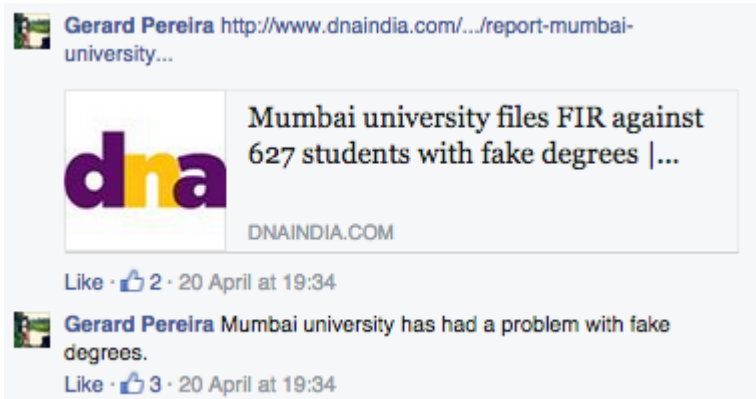 Gerard Pereira http://www.dnaindia.com/.../report-mumbai-
university...
dna
Mumbai university files FIR against
627 students with fake degrees |...
DNAINDIA.COM
Like · 2 · 20 April at 19:34
Gerard Pereira Mumbai university has had a problem with fake
degrees.
Like · 3 · 20 April at 19:34